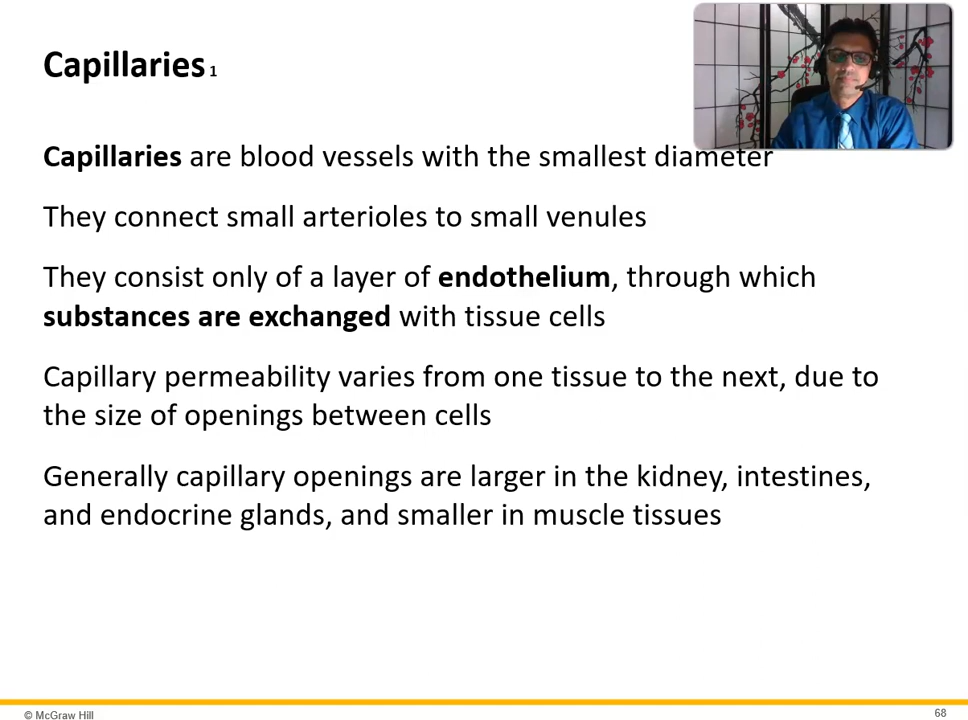 Capillaries 1
Capillaries are blood vessels with the smallest diameter
They connect small arterioles to small venules
They consist only of a layer of endothelium, through which
substances are exchanged with tissue cells
Capillary permeability varies from one tissue to the next, due to
the size of openings between cells
Generally capillary openings are larger in the kidney, intestines,
and endocrine glands, and smaller in muscle tissues
© McGraw Hill
68